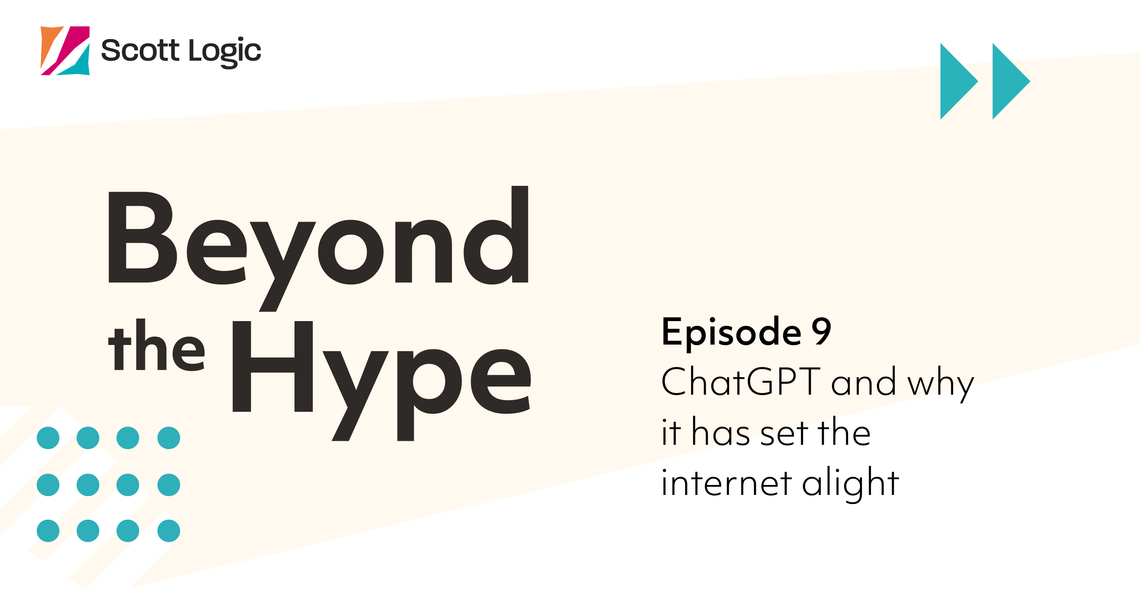 Scott Logic
Beyond
the Hype
Episode 9
ChatGPT and why
it has set the
internet alight